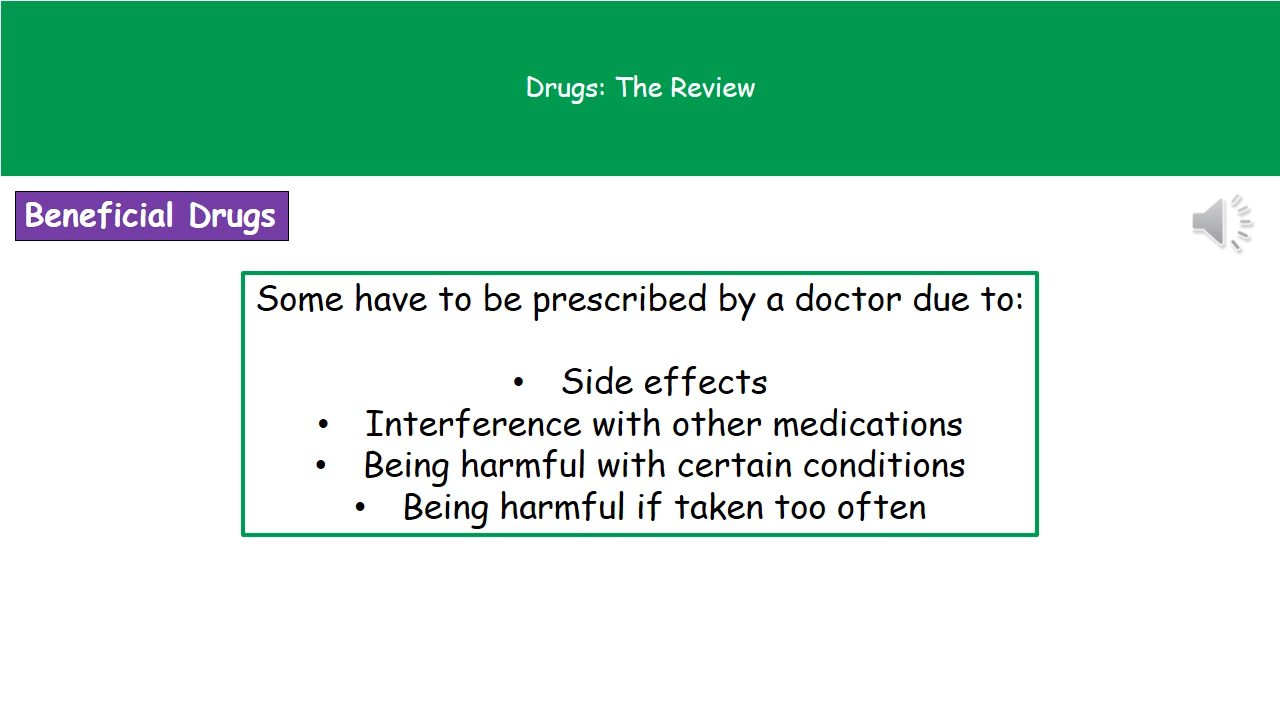 Drugs: The Review
Beneficial Drugs
Some have to be prescribed by a doctor due to:
• Side effects
• Interference with other medications
• Being harmful with certain conditions
• Being harmful if taken too often